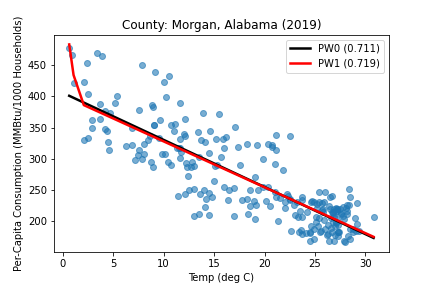 County: Morgan, Alabama (2019)
PW0 (0.711)
PW1 (0.719)
Per-Capita Consumption (MMBtu/1000 Households)
450
400
350
300
250
200
0 5 10 15 20 25 30
Temp (deg C)